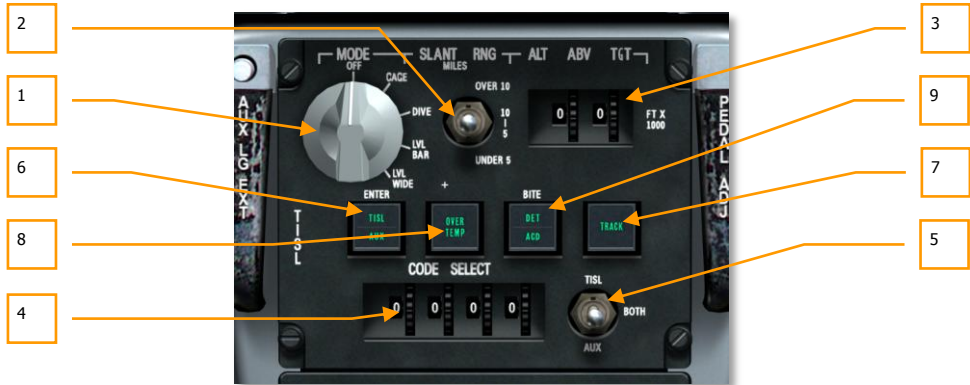 2
3
1
9
6
7
8
5
4
MODE SLANT RNG ALT ABV TGT
OFF MILES
CAGE
OVER 10
DIVE
10
5
0 0
FT X
1000
LVL
BAR
UNDER 5
LVL
WIDE
AUX LG EXT
PEDAL ADJ
TISL
ENTER
BITE
TISL
AUX
OVER
TEMP
DET
ACD
TRACK
CODE SELECT
0 0 0 0
TISL
BOTH
AUX